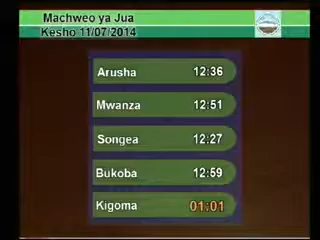 Machweo ya Jua
Kesho 11/07/2014
Arusha 12:36
Mwanza 12:51
Songea 12:27
Bukoba 12:59
Kigoma 01:01